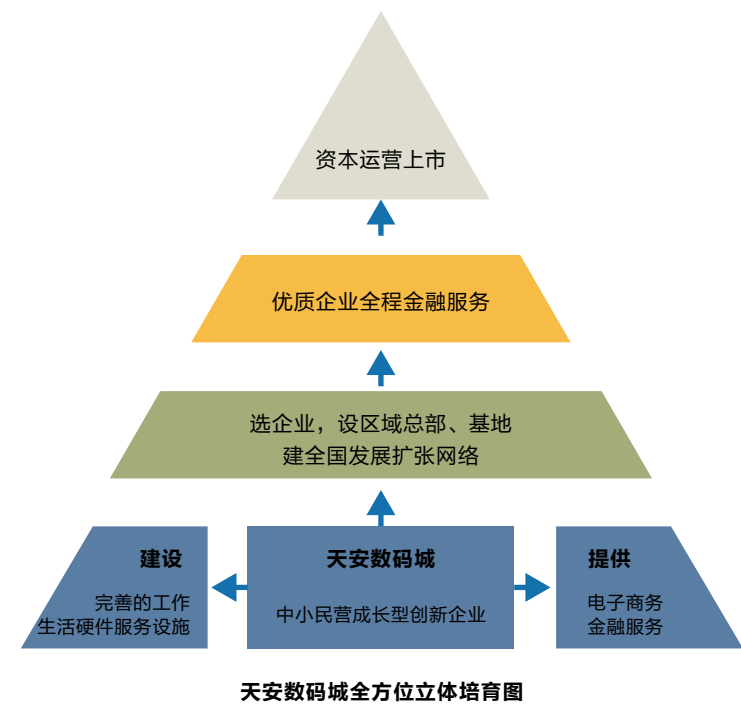 资本运营上市
优质企业全程金融服务
选企业，设区域总部、基地
建全国发展扩张网络
建设
完善的工作
生活硬件服务设施
天安数码城
中小民营成长型创新企业
提供
电子商务
金融服务
天安数码城全方位立体培育图